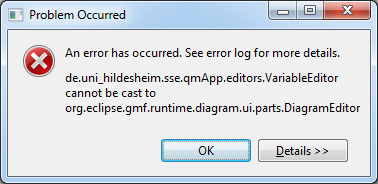 Problem Occurred
An error has occurred. See error log for more details.
de.uni_hildesheim.sse.qmApp.editors.VariableEditor
cannot be cast to
org.eclipse.gmf.runtime.diagram.ui.parts.DiagramEditor
OK
Details >>